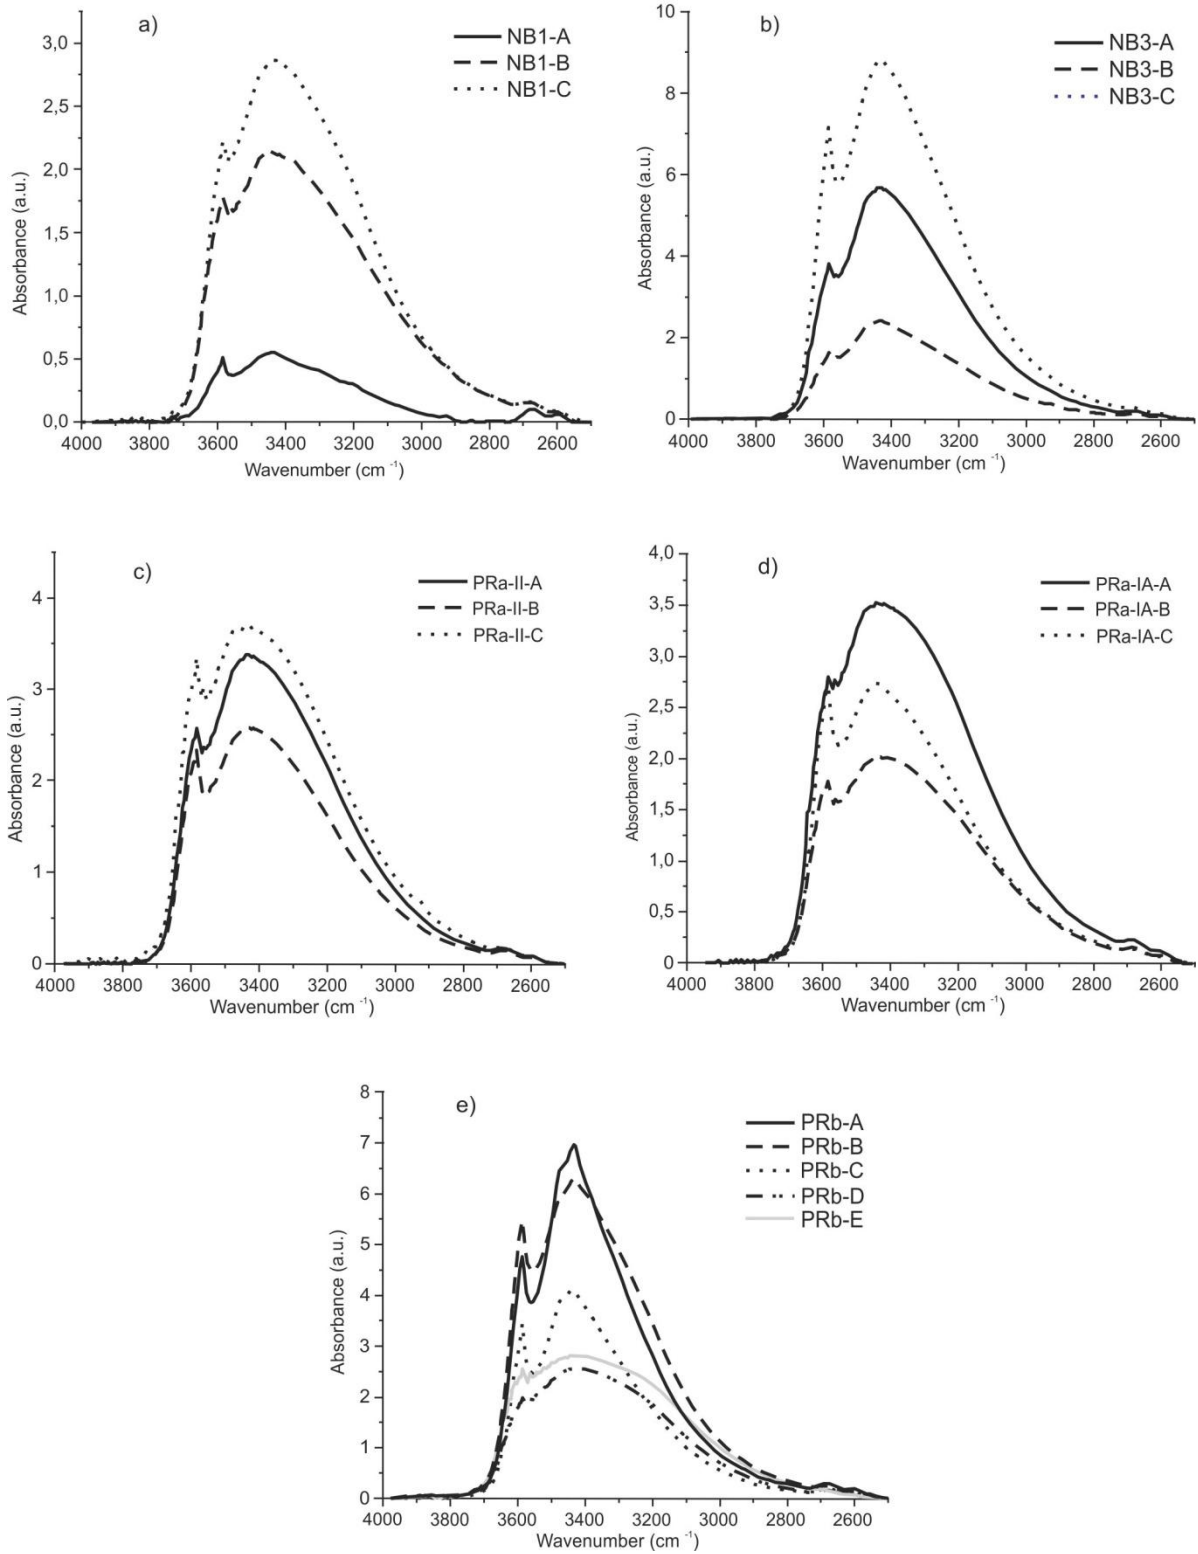 a)
NB1-A
NB1-B
NB1-C
3,0
2,5
2,0
1,5
1,0
0,5
0,0
Absorbance (a.u.)
4000 3800 3600 3400 3200 3000 2800 2600
Wavenumber (cm ⁻¹)
b)
NB3-A
NB3-B
NB3-C
10
8
6
4
2
0
Absorbance (a.u.)
4000 3800 3600 3400 3200 3000 2800 2600
Wavenumber (cm ⁻¹)
c)
PRa-II-A
PRa-II-B
PRa-II-C
4
3
2
1
0
Absorbance (a.u.)
4000 3800 3600 3400 3200 3000 2800 2600
Wavenumber (cm ⁻¹)
d)
PRa-IA-A
PRa-IA-B
PRa-IA-C
4,0
3,5
3,0
2,5
2,0
1,5
1,0
0,5
0
Absorbance (a.u.)
4000 3800 3600 3400 3200 3000 2800 2600
Wavenumber (cm ⁻¹)
e)
PRb-A
PRb-B
PRb-C
PRb-D
PRb-E
8
7
6
5
4
3
2
1
0
Absorbance (a.u.)
4000 3800 3600 3400 3200 3000 2800 2600
Wavenumber (cm ⁻¹)